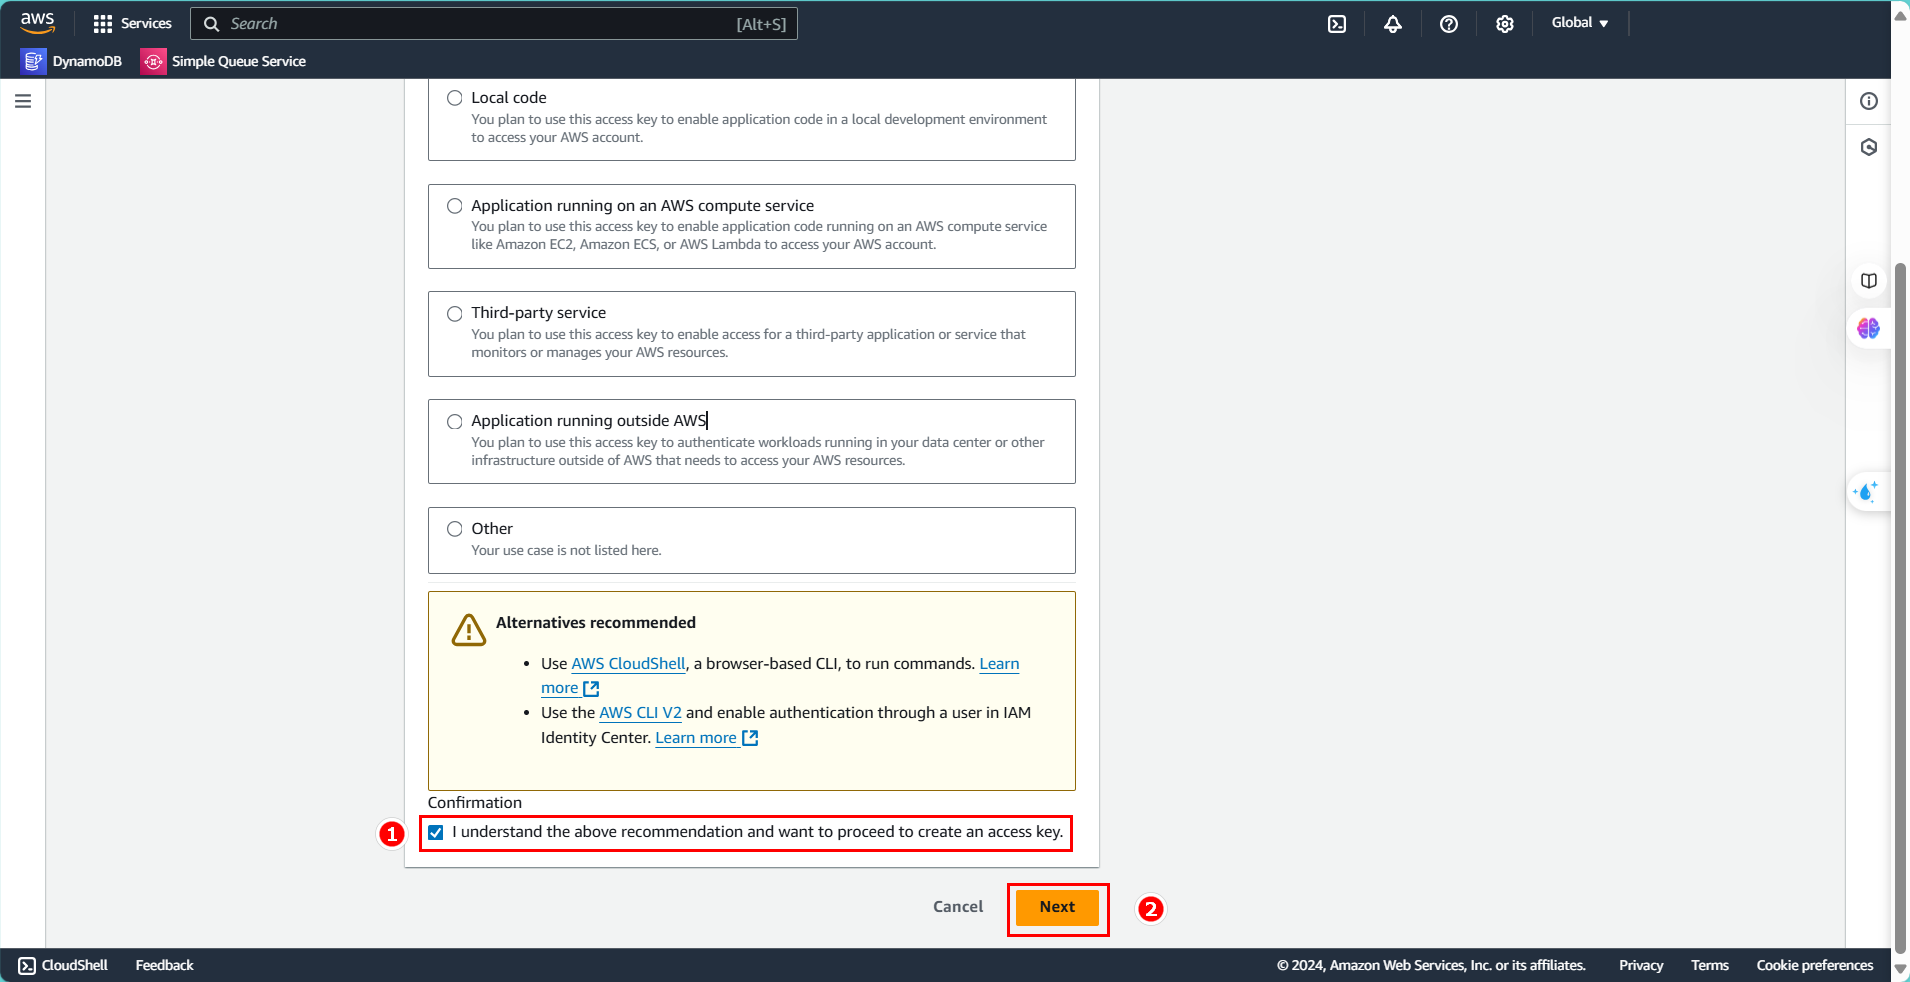 aws
Services
Search
[Alt+S]
Global
DynamoDB
Simple Queue Service
Local code
You plan to use this access key to enable application code in a local development environment
to access your AWS account.
Application running on an AWS compute service
You plan to use this access key to enable application code running on an AWS compute service
like Amazon EC2, Amazon ECS, or AWS Lambda to access your AWS account.
Third-party service
You plan to use this access key to enable access for a third-party application or service that
monitors or manages your AWS resources.
Application running outside AWS
You plan to use this access key to authenticate workloads running in your data center or other
infrastructure outside of AWS that needs to access your AWS resources.
Other
Your use case is not listed here.
Alternatives recommended
• Use AWS CloudShell, a browser-based CLI, to run commands. Learn
more
• Use the AWS CLI V2 and enable authentication through a user in IAM
Identity Center. Learn more
Confirmation
1
I understand the above recommendation and want to proceed to create an access key.
Cancel
Next
2
CloudShell
Feedback
© 2024, Amazon Web Services, Inc. or its affiliates.
Privacy
Terms
Cookie preferences